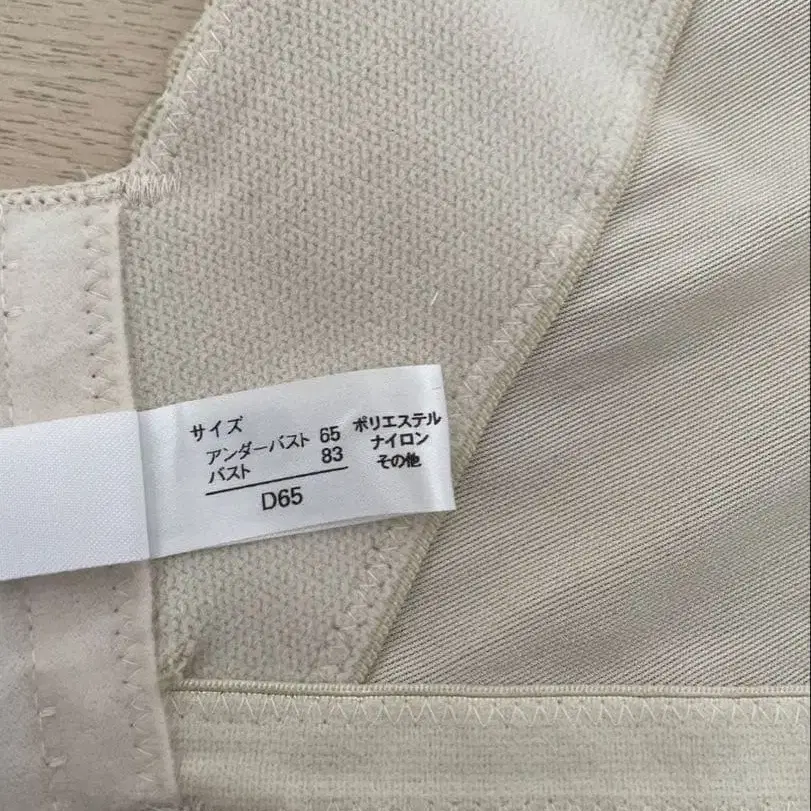 サイズ
アンダーバスト 65
バスト 83
D65
ポリエステル
ナイロン
その他